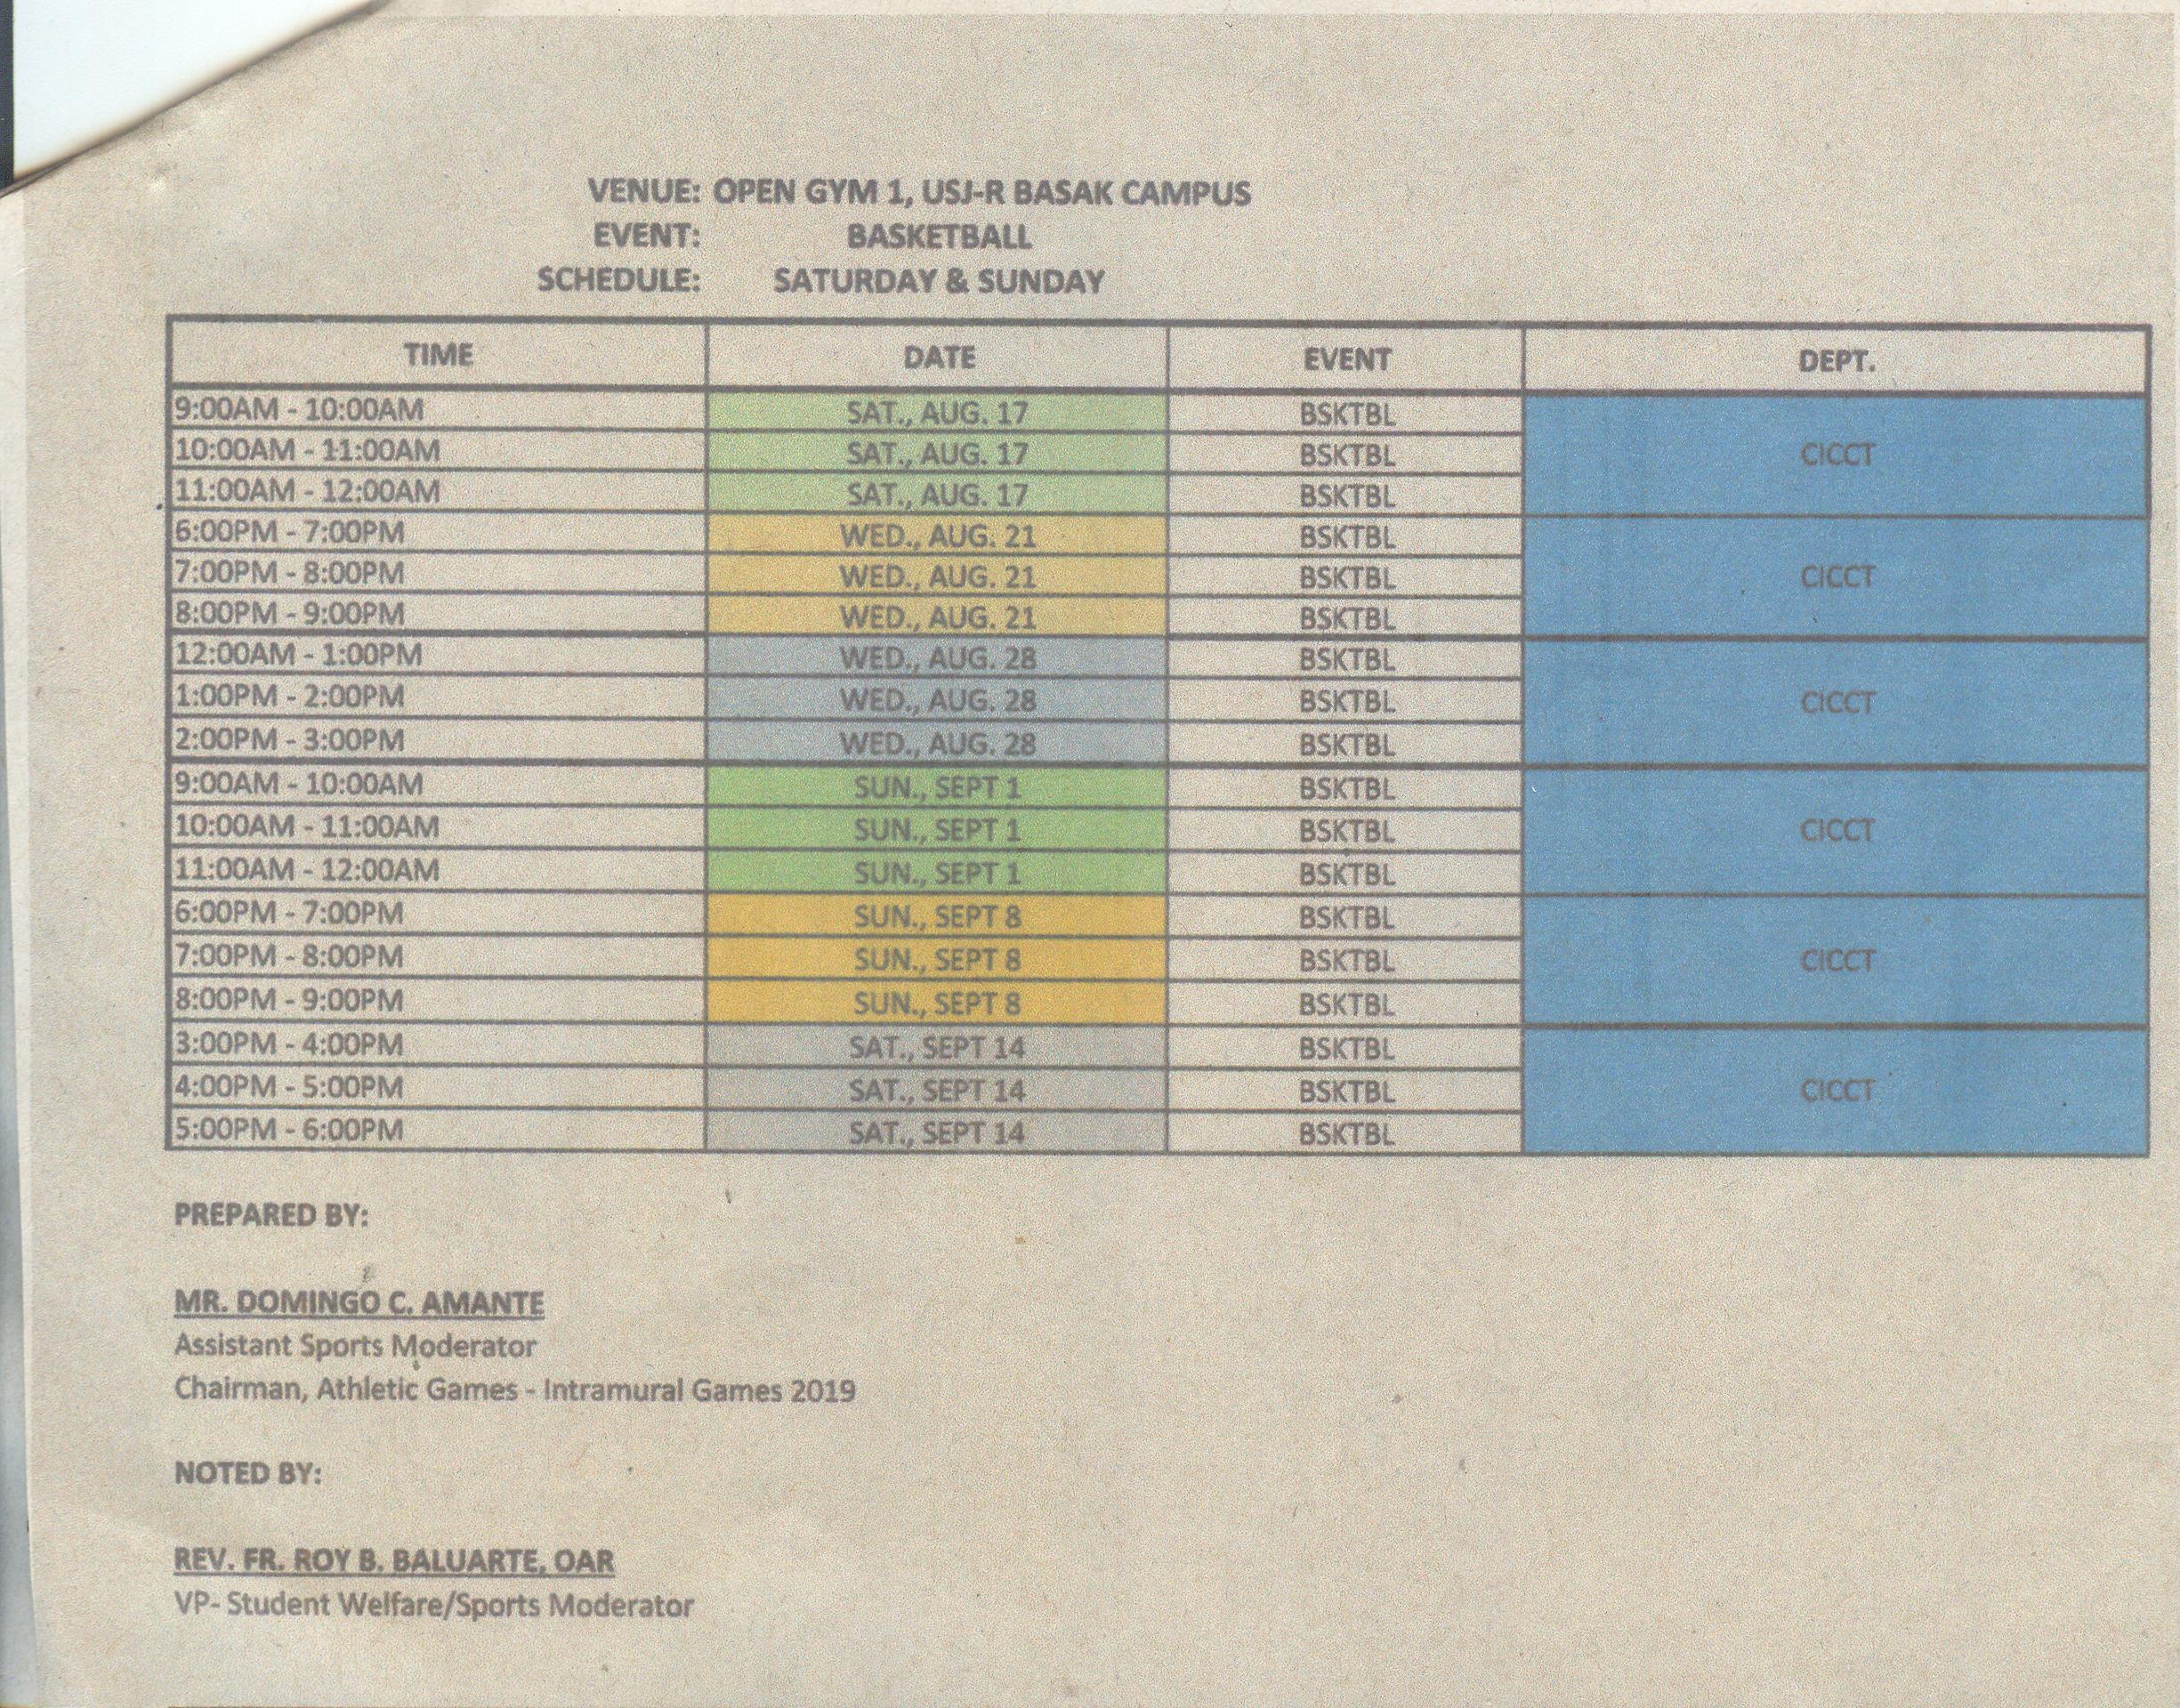 VENUE: OPEN GYM 1, USJ-R BASAK CAMPUS
EVENT: BASKETBALL
SCHEDULE: SATURDAY & SUNDAY
TIME DATE EVENT DEPT.
9:00AM - 10:00AM SAT., AUG. 17 BSKTBL
10:00AM - 11:00AM SAT., AUG. 17 BSKTBL CICCT
11:00AM - 12:00AM SAT., AUG. 17 BSKTBL
6:00PM - 7:00PM WED., AUG. 21 BSKTBL
7:00PM - 8:00PM WED., AUG. 21 BSKTBL CICCT
8:00PM - 9:00PM WED., AUG. 21 BSKTBL
12:00AM - 1:00PM WED., AUG. 28 BSKTBL
1:00PM - 2:00PM WED., AUG. 28 BSKTBL CICCT
2:00PM - 3:00PM WED., AUG. 28 BSKTBL
9:00AM - 10:00AM SUN., SEPT 1 BSKTBL
10:00AM - 11:00AM SUN., SEPT 1 BSKTBL CICCT
11:00AM - 12:00AM SUN., SEPT 1 BSKTBL
6:00PM - 7:00PM SUN., SEPT 8 BSKTBL
7:00PM - 8:00PM SUN., SEPT 8 BSKTBL CICCT
8:00PM - 9:00PM SUN., SEPT 8 BSKTBL
3:00PM - 4:00PM SAT., SEPT 14 BSKTBL
4:00PM - 5:00PM SAT., SEPT 14 BSKTBL CICCT
5:00PM - 6:00PM SAT., SEPT 14 BSKTBL
PREPARED BY:
MR. DOMINGO C. AMANTE
Assistant Sports Moderator
Chairman, Athletic Games - Intramural Games 2019
NOTED BY:
REV. FR. ROY B. BALUARTE, OAR
VP- Student Welfare/Sports Moderator